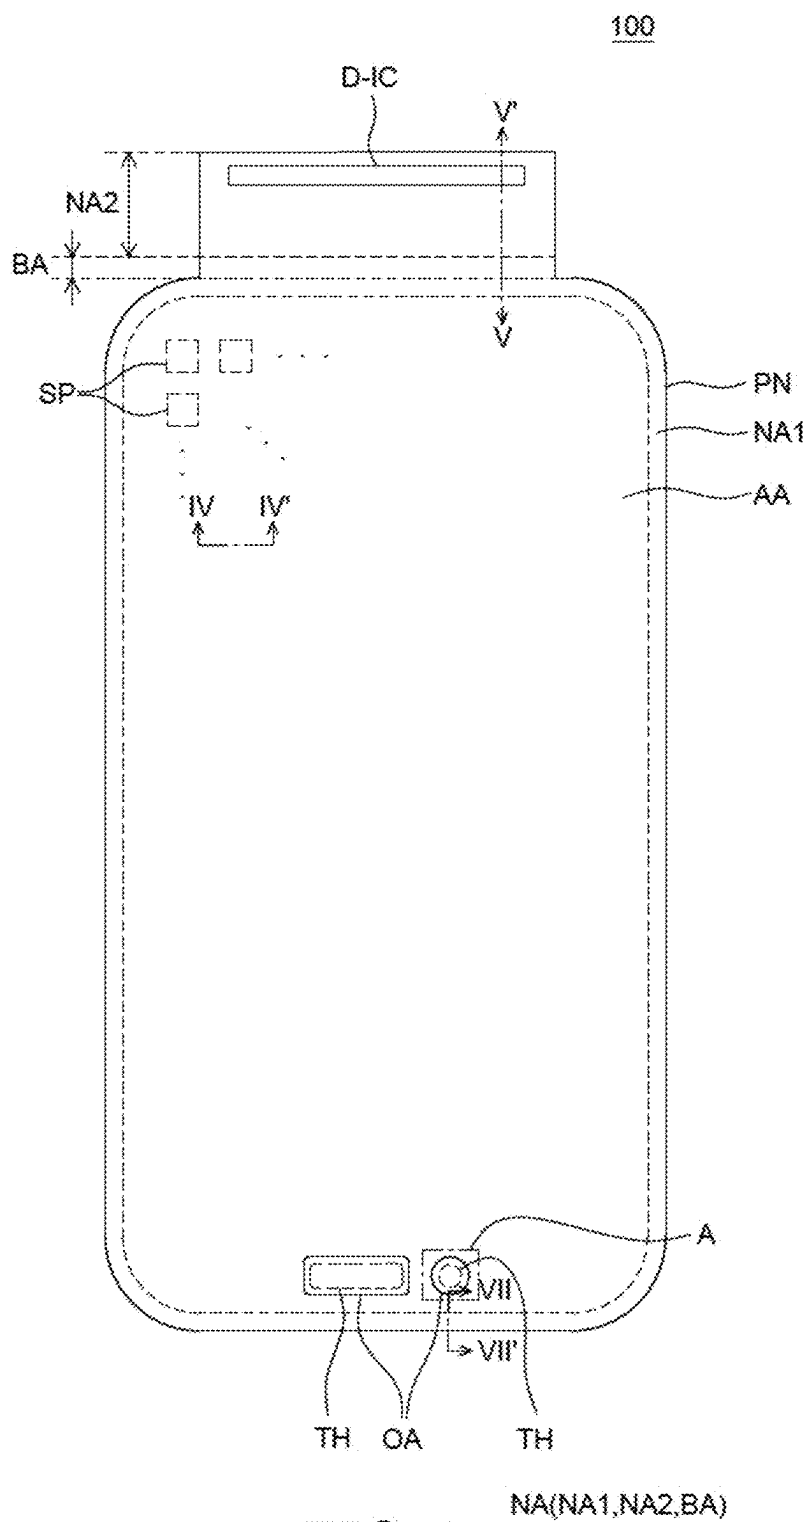 100
D-IC
V'
NA2
BA
V
SP
PN
NA1
AA
IV IV'
A
VII
VII'
TH OA TH
NA(NA1,NA2,BA)